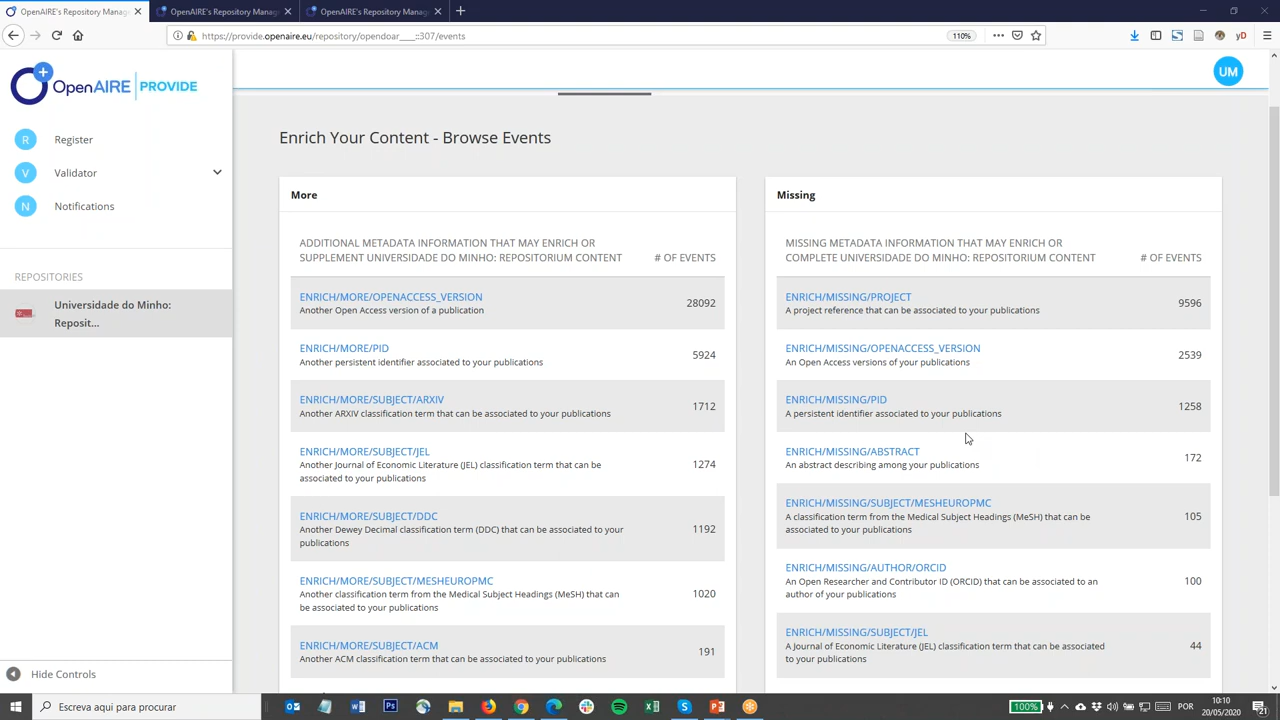 OpenAIRE's Repository Manag
OpenAIRE's Repository Manag
OpenAIRE's Repository Manag
https://provide.openaire.eu/repository/opendoar____::307/events
110%
yD
OpenAIRE PROVIDE
UM
R Register
V Validator
N Notifications
REPOSITORIES
Universidade do Minho:
Reposit...
Hide Controls
Enrich Your Content - Browse Events
More
ADDITIONAL METADATA INFORMATION THAT MAY ENRICH OR
SUPPLEMENT UNIVERSIDADE DO MINHO: REPOSITORIUM CONTENT
# OF EVENTS
ENRICH/MORE/OPENACCESS_VERSION
Another Open Access version of a publication
28092
ENRICH/MORE/PID
Another persistent identifier associated to your publications
5924
ENRICH/MORE/SUBJECT/ARXIV
Another ARXIV classification term that can be associated to your publications
1712
ENRICH/MORE/SUBJECT/JEL
Another Journal of Economic Literature (JEL) classification term that can be
associated to your publications
1274
ENRICH/MORE/SUBJECT/DDC
Another Dewey Decimal classification term (DDC) that can be associated to your
publications
1192
ENRICH/MORE/SUBJECT/MESHEUROPMC
Another classification term from the Medical Subject Headings (MeSH) that can
be associated to your publications
1020
ENRICH/MORE/SUBJECT/ACM
Another ACM classification term that can be associated to your publications
191
Missing
MISSING METADATA INFORMATION THAT MAY ENRICH OR
COMPLETE UNIVERSIDADE DO MINHO: REPOSITORIUM CONTENT
# OF EVENTS
ENRICH/MISSING/PROJECT
A project reference that can be associated to your publications
9596
ENRICH/MISSING/OPENACCESS_VERSION
An Open Access versions of your publications
2539
ENRICH/MISSING/PID
A persistent identifier associated to your publications
1258
ENRICH/MISSING/ABSTRACT
An abstract describing among your publications
172
ENRICH/MISSING/SUBJECT/MESHEUROPMC
A classification term from the Medical Subject Headings (MeSH) that can be
associated to your publications
105
ENRICH/MISSING/AUTHOR/ORCID
An Open Researcher and Contributor ID (ORCID) that can be associated to an
author of your publications
100
ENRICH/MISSING/SUBJECT/JEL
A Journal of Economic Literature (JEL) classification term that can be associated
to your publications
44
Escreva aqui para procurar
100%
POR
10:10
20/05/2020
21